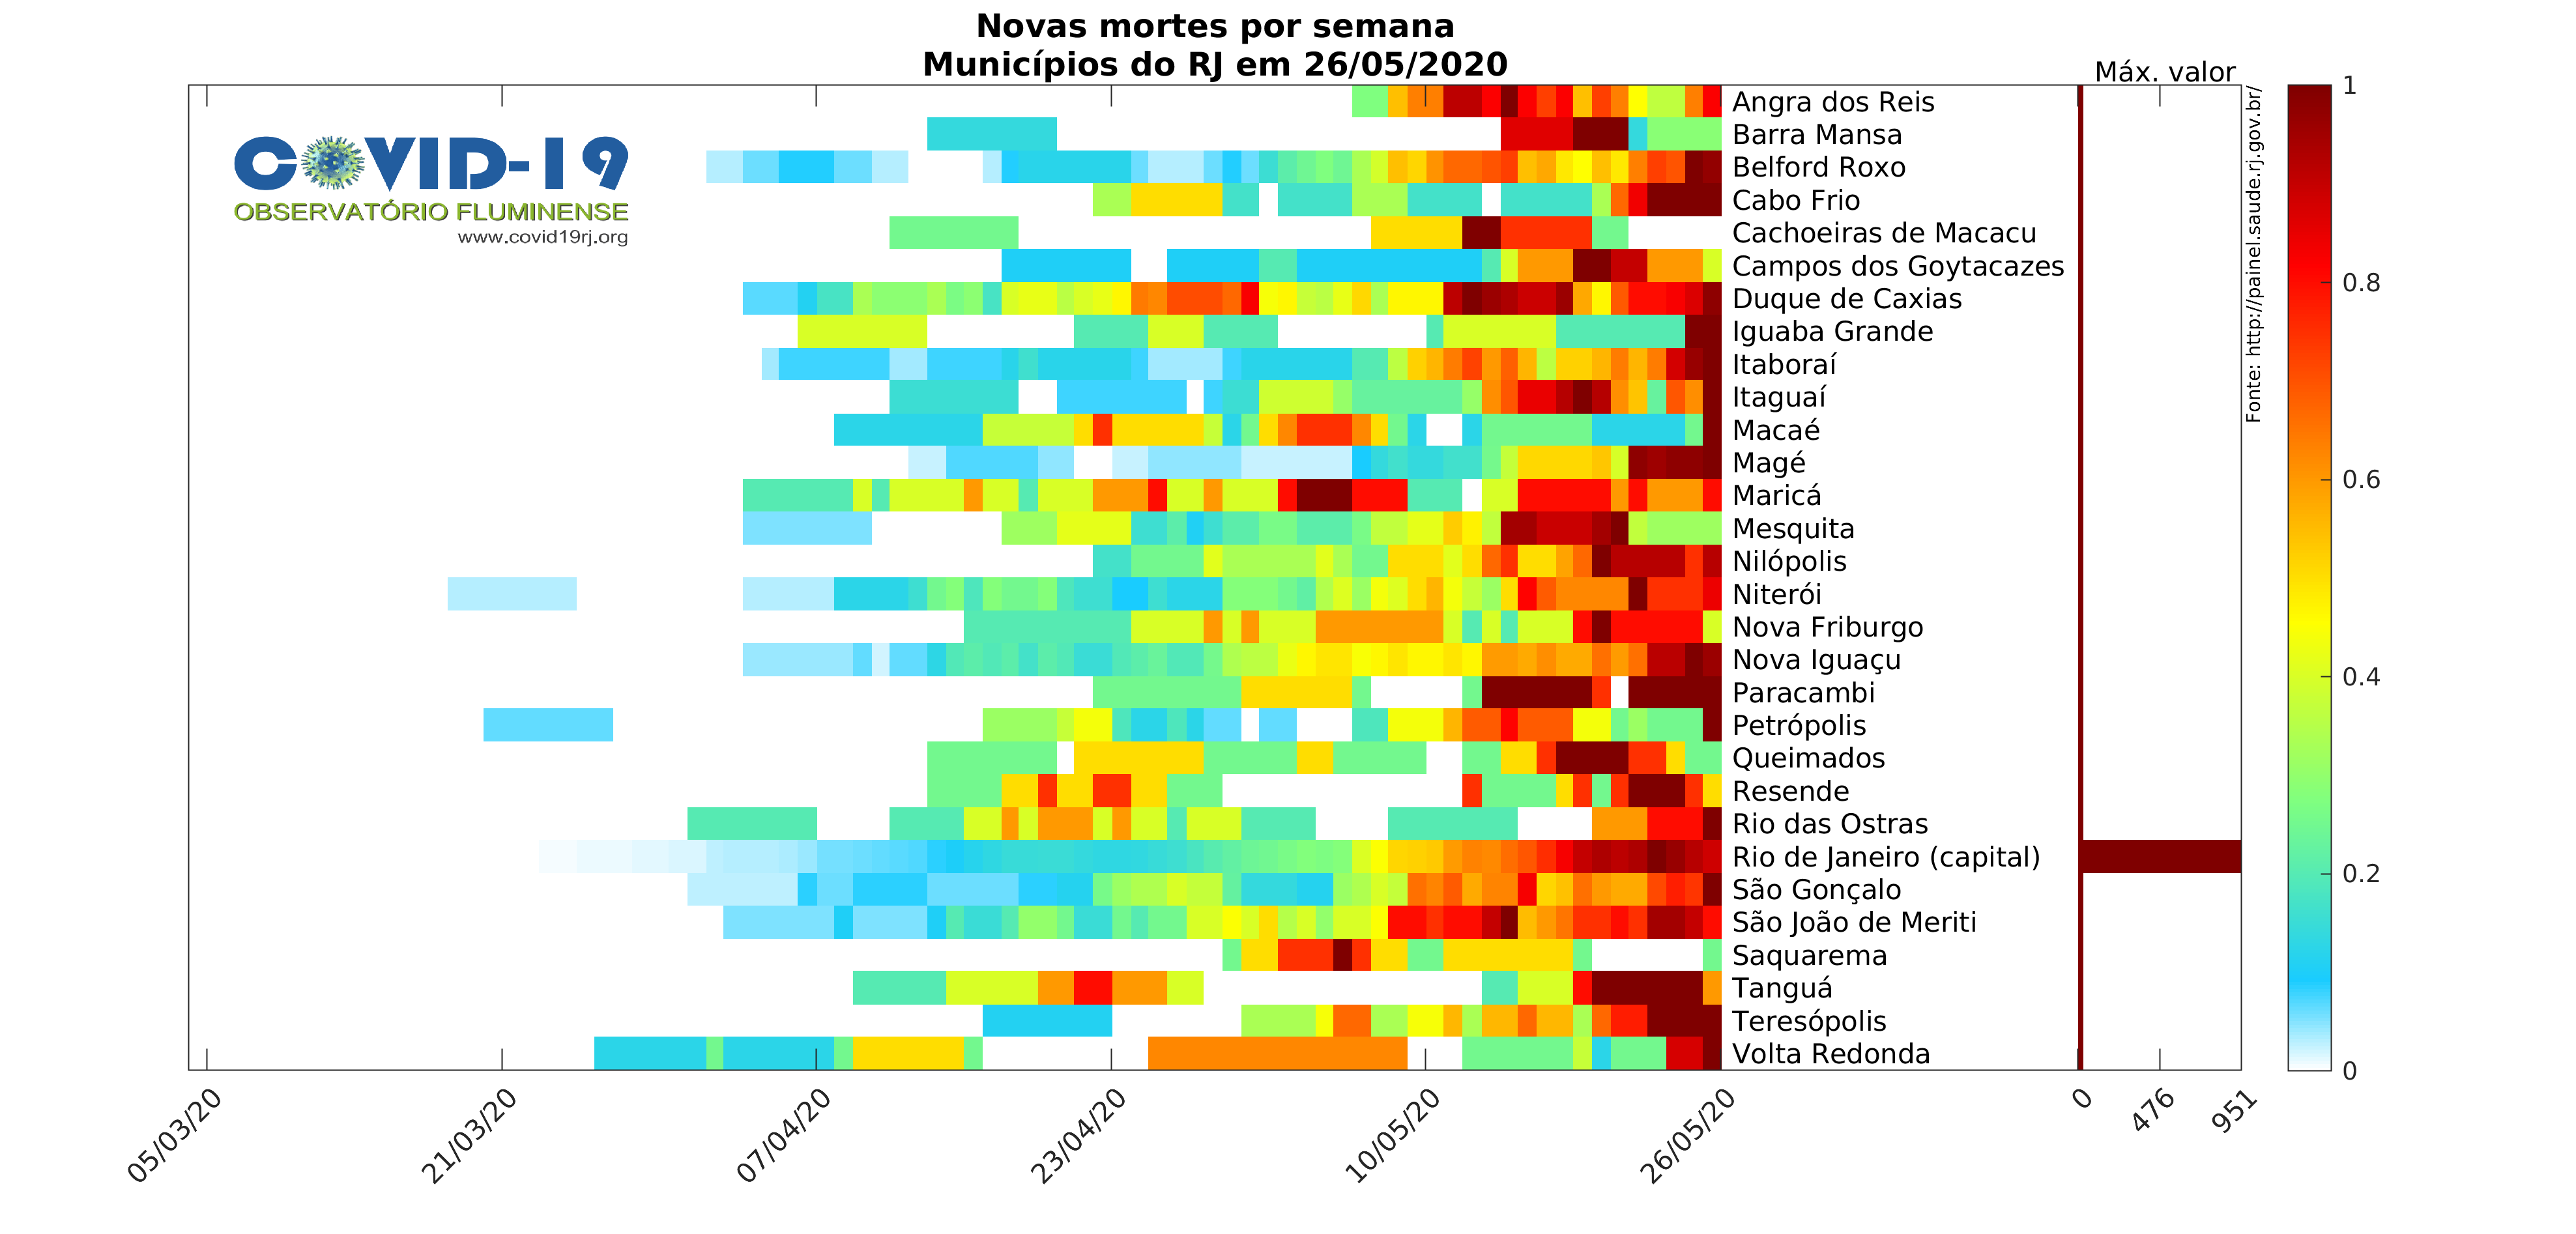 Novas mortes por semana
Municípios do RJ em 26/05/2020
COVID-19
OBSERVATÓRIO FLUMINENSE
www.covid19rj.org
Máx. valor
Angra dos Reis
Barra Mansa
Belford Roxo
Cabo Frio
Cachoeiras de Macacu
Campos dos Goytacazes
Duque de Caxias
Iguaba Grande
Itaboraí
Itaguaí
Macaé
Magé
Maricá
Mesquita
Nilópolis
Niterói
Nova Friburgo
Nova Iguaçu
Paracambi
Petrópolis
Queimados
Resende
Rio das Ostras
Rio de Janeiro (capital)
São Gonçalo
São João de Meriti
Saquarema
Tanguá
Teresópolis
Volta Redonda
05/03/20
21/03/20
07/04/20
23/04/20
10/05/20
26/05/20
0
476
951
Fonte: http://painel.saude.rj.gov.br/
1
0.8
0.6
0.4
0.2
0